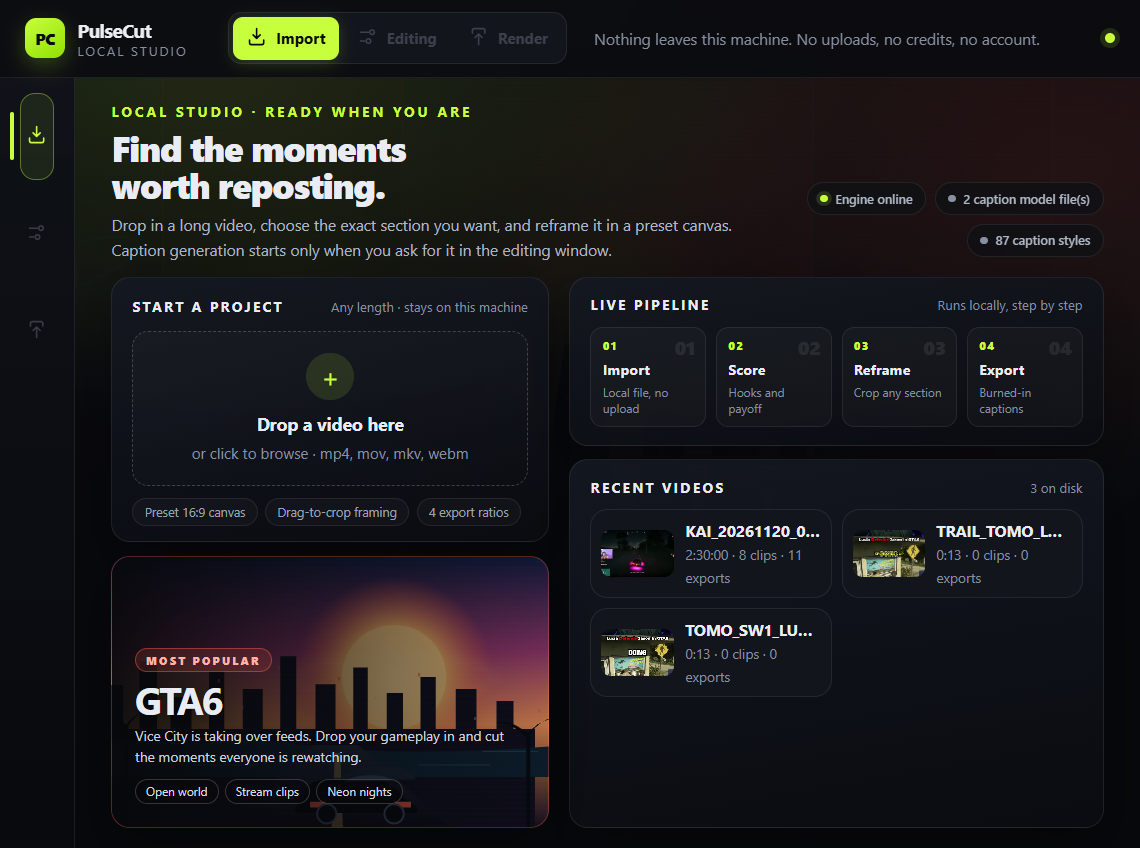 PC
PulseCut
LOCAL STUDIO
Import
Editing
Render
Nothing leaves this machine. No uploads, no credits, no account.
LOCAL STUDIO · READY WHEN YOU ARE
Find the moments
worth reposting.
Drop in a long video, choose the exact section you want, and reframe it in a preset canvas.
Caption generation starts only when you ask for it in the editing window.
Engine online
2 caption model file(s)
87 caption styles
START A PROJECT
Any length · stays on this machine
+
Drop a video here
or click to browse · mp4, mov, mkv, webm
Preset 16:9 canvas
Drag-to-crop framing
4 export ratios
MOST POPULAR
GTA6
Vice City is taking over feeds. Drop your gameplay in and cut
the moments everyone is rewatching.
Open world
Stream clips
Neon nights
LIVE PIPELINE
Runs locally, step by step
01
01
Import
Local file, no
upload
02
02
Score
Hooks and
payoff
03
03
Reframe
Crop any section
04
04
Export
Burned-in
captions
RECENT VIDEOS
3 on disk
KAI_20261120_0...
2:30:00 · 8 clips · 11
exports
TRAIL_TOMO_L...
0:13 · 0 clips · 0
exports
TOMO_SW1_LU...
0:13 · 0 clips · 0
exports